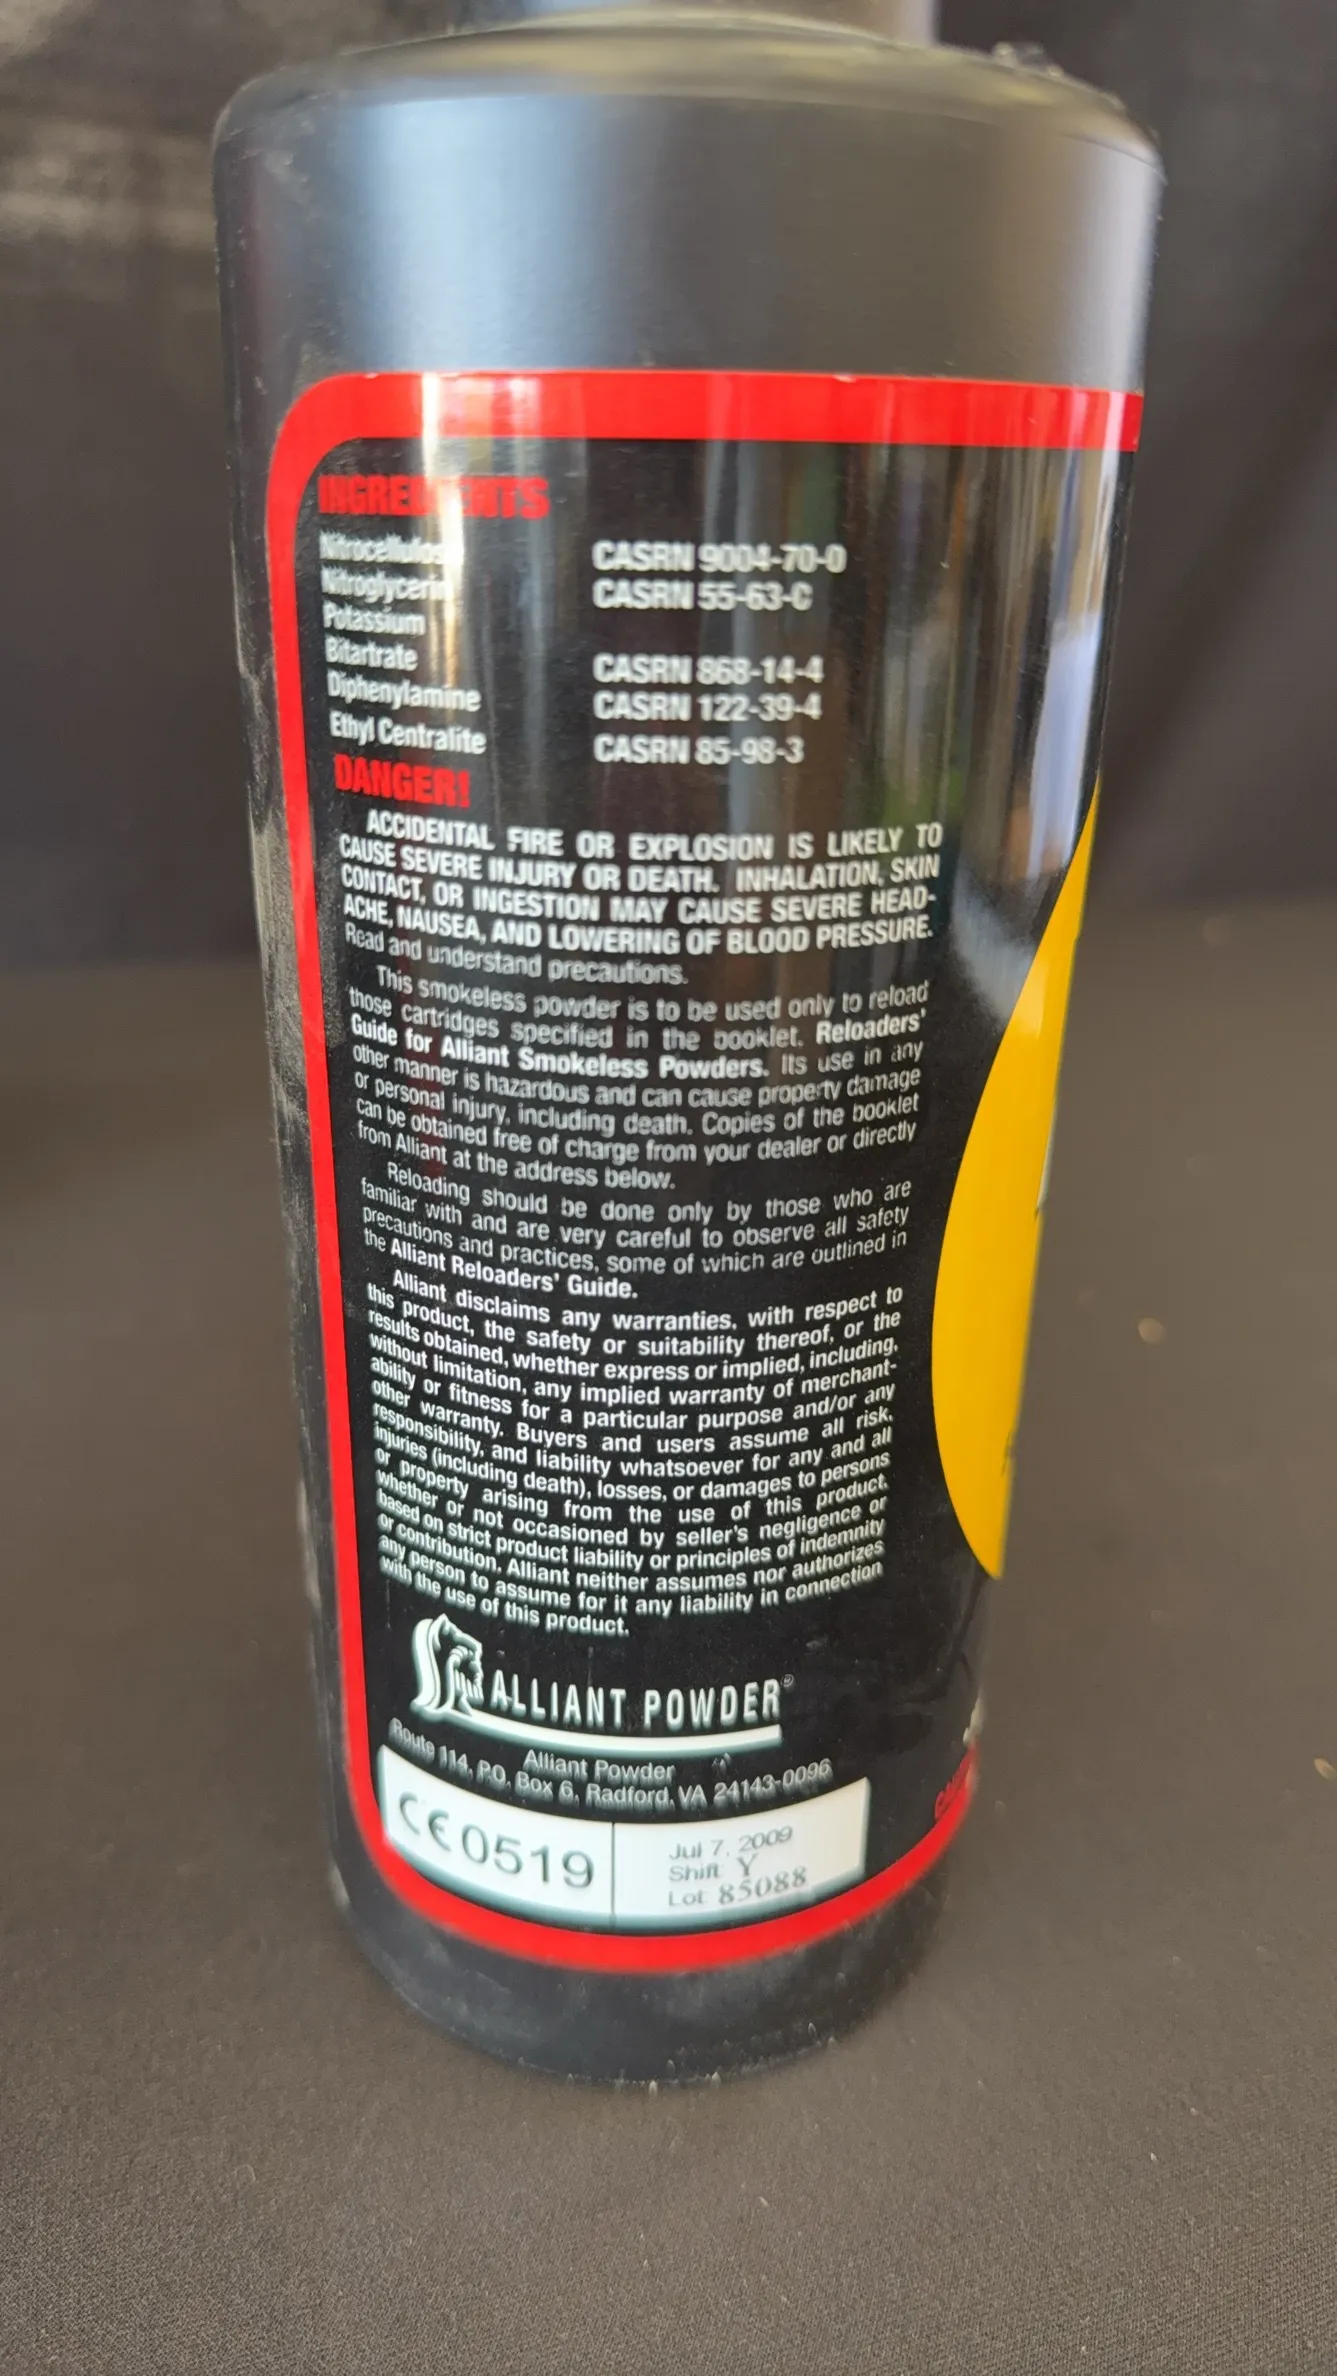 INGREDIENTS
Nitrocellulose CASRN 9004-70-0
Nitroglycerin CASRN 55-63-C
Potassium
Bitartrate CASRN 868-14-4
Diphenylamine CASRN 122-39-4
Ethyl Centralite CASRN 85-98-3
DANGER!
ACCIDENTAL FIRE OR EXPLOSION IS LIKELY TO
CAUSE SEVERE INJURY OR DEATH. INHALATION, SKIN
CONTACT, OR INGESTION MAY CAUSE SEVERE HEAD-
ACHE, NAUSEA, AND LOWERING OF BLOOD PRESSURE.
Read and understand precautions.
This smokeless powder is to be used only to reload
those cartridges specified in the booklet, Reloaders'
Guide for Alliant Smokeless Powders. Its use in any
other manner is hazardous and can cause property damage
or personal injury, including death. Copies of the booklet
can be obtained free of charge from your dealer or directly
from Alliant at the address below.
Reloading should be done only by those who are
familiar with and are very careful to observe all safety
precautions and practices, some of which are outlined in
the Alliant Reloaders' Guide.
Alliant disclaims any warranties, with respect to
this product, the safety or suitability thereof, or the
results obtained, whether express or implied, including,
without limitation, any implied warranty of merchant-
ability or fitness for a particular purpose and/or any
other warranty. Buyers and users assume all risk,
responsibility, and liability whatsoever for any and all
injuries (including death), losses, or damages to persons
or property arising from the use of this product,
whether or not occasioned by seller's negligence or
based on strict product liability or principles of indemnity
or contribution. Alliant neither assumes nor authorizes
any person to assume for it any liability in connection
with the use of this product.
ALLIANT POWDER®
Alliant Powder
Route 114, P.O. Box 6, Radford, VA 24143-0096
CE0519
Jul 7, 2009
Shift: Y
Lot: 85088